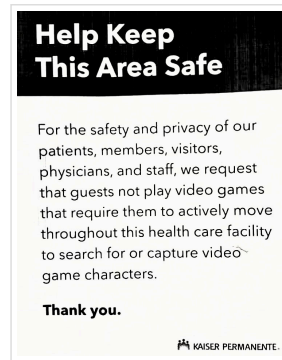 Help Keep
This Area Safe
For the safety and privacy of our
patients, members, visitors,
physicians, and staff, we request
that guests not play video games
that require them to actively move
throughout this health care facility
to search for or capture video
game characters.
Thank you.
KAISER PERMANENTE.